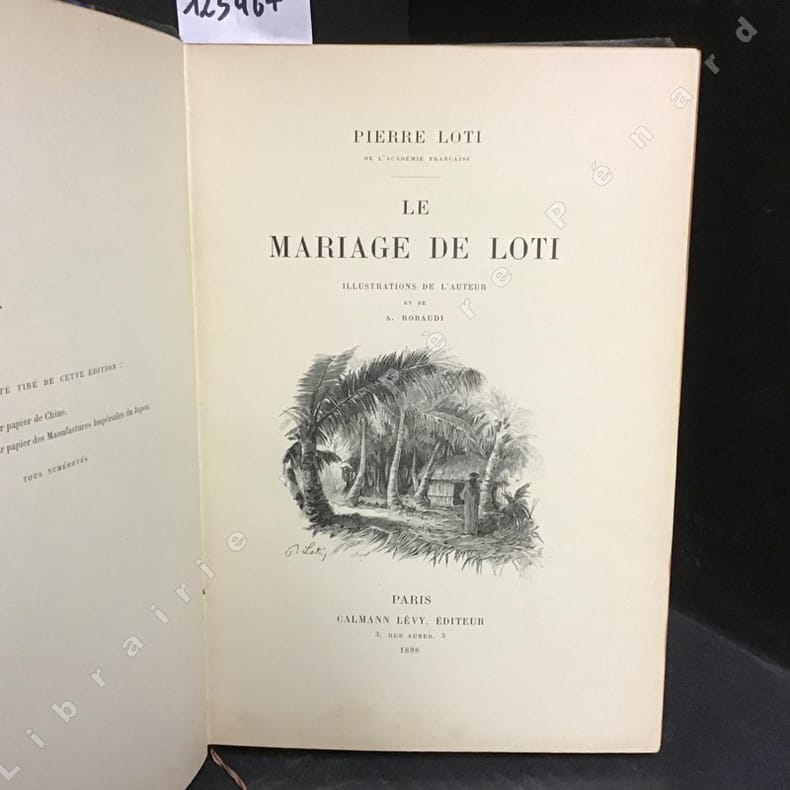 125467
TÉ TIRÉ DE CETTE ÉDITION :
r papier de Chine.
r papier des Manufactures Impériales du Japon.
TOUS NUMÉROTÉS
PIERRE LOTI
DE L'ACADÉMIE FRANÇAISE
LE
MARIAGE DE LOTI
ILLUSTRATIONS DE L'AUTEUR
ET DE
A. ROBAUDI
P. Loti
PARIS
CALMANN LÉVY, ÉDITEUR
3, RUE AUBER, 3
1898
Librairie Père Pénard